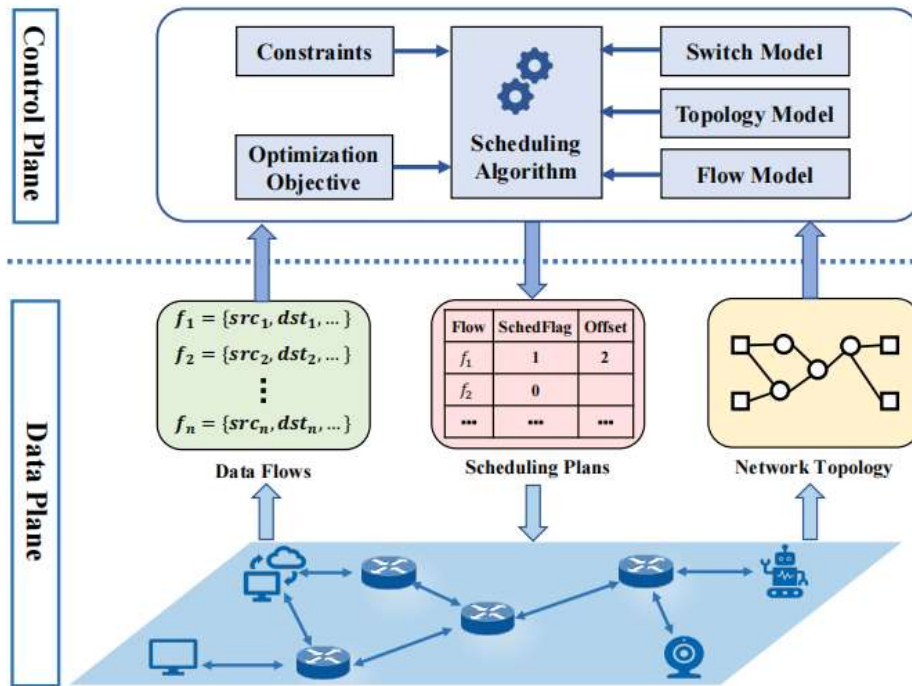 Control Plane
Constraints
Optimization
Objective
Scheduling
Algorithm
Switch Model
Topology Model
Flow Model
Data Plane
f₁ = {src₁, dst₁, ...}
f₂ = {src₂, dst₂, ...}
⋮
fₙ = {srcₙ, dstₙ, ...}
Data Flows
Flow SchedFlag Offset
f₁ 1 2
f₂ 0
... ... ...
Scheduling Plans
Network Topology